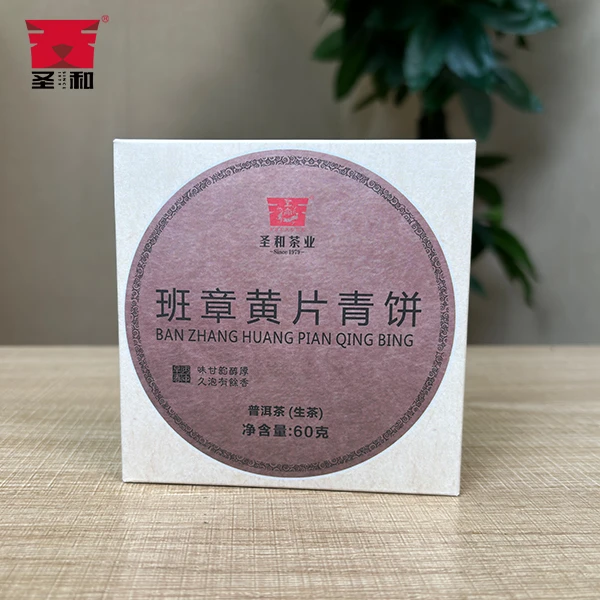 ®
圣和
圣和茶业
~Since 1978~
班章黄片青饼
BAN ZHANG HUANG PIAN QING BING
味甘韵醇厚
久泡有馀香
普洱茶(生茶)
净含量:60克